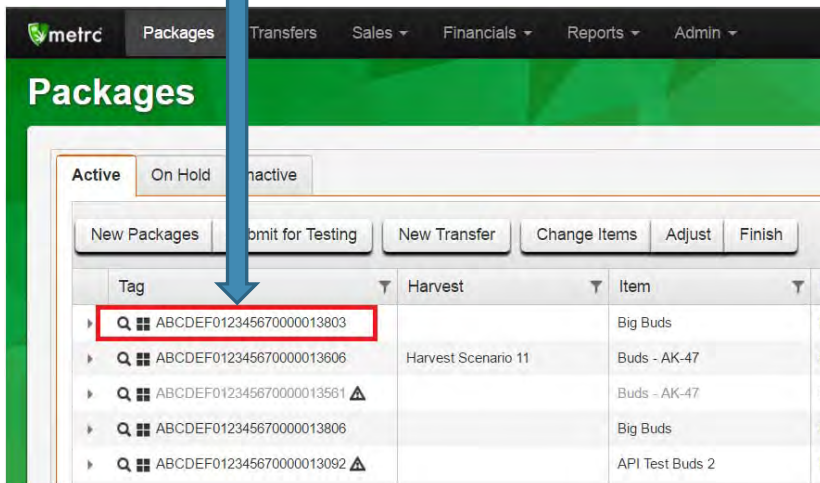 metrc Packages Transfers Sales Financials Reports Admin
Packages
Active On Hold nactive
New Packages bmit for Testing New Transfer Change Items Adjust Finish
Tag Harvest Item
ABCDEF012345670000013803 Big Buds
ABCDEF012345670000013606 Harvest Scenario 11 Buds - AK-47
ABCDEF012345670000013561 Buds - AK-47
ABCDEF012345670000013806 Big Buds
ABCDEF012345670000013092 API Test Buds 2